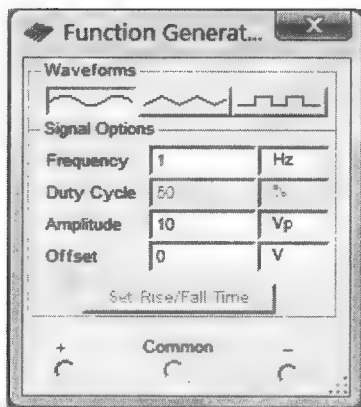 Function Generat...
X
Waveforms
Signal Options
Frequency 1 Hz
Duty Cycle 50 %
Amplitude 10 Vp
Offset 0 V
Set Rise/Fall Time
+ Common −